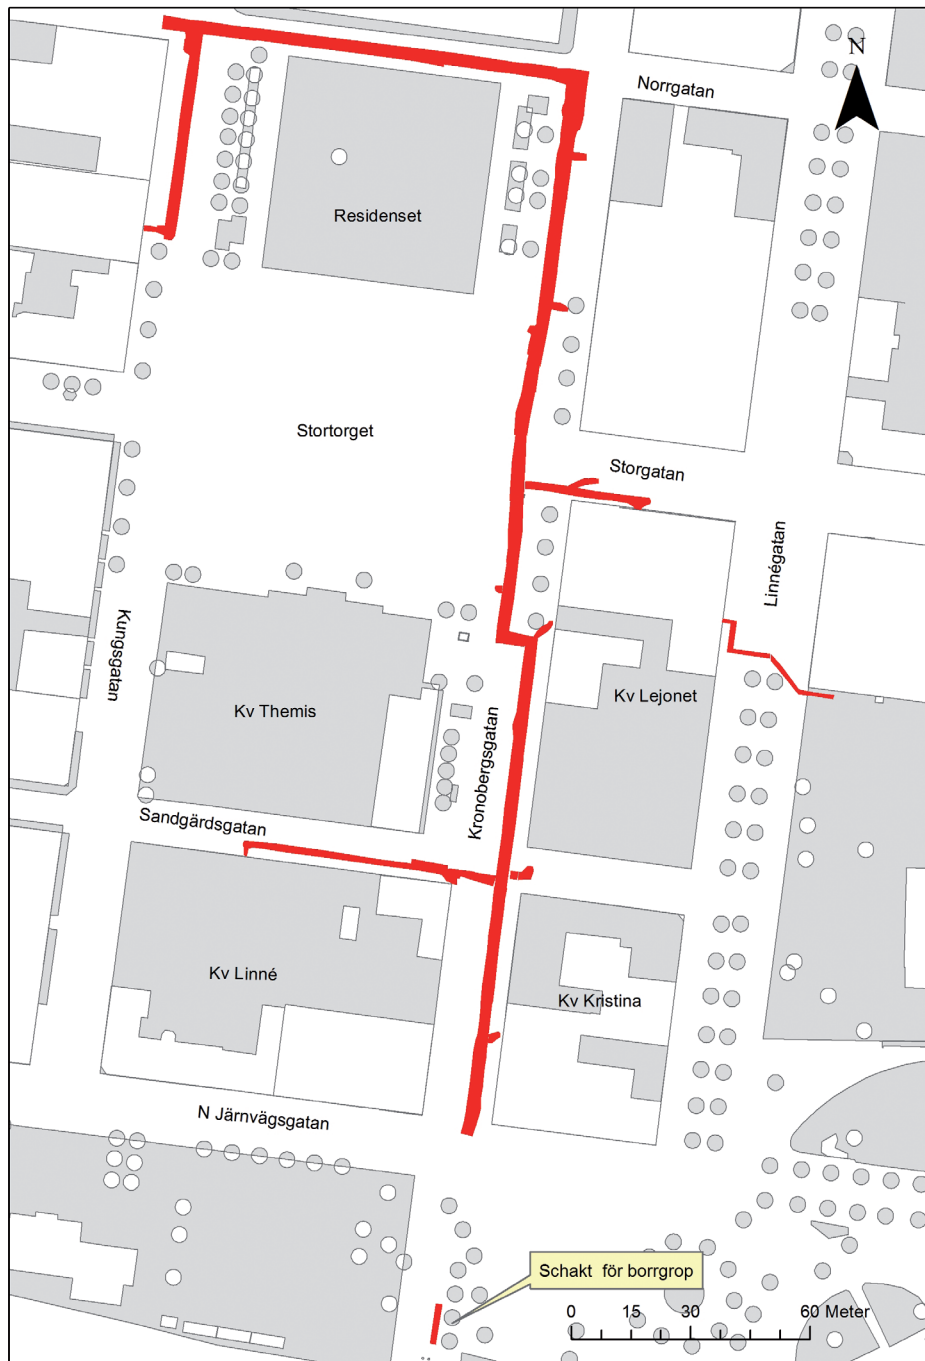 N
Norrgatan
Residenset
Stortorget
Storgatan
Linnégatan
Kungsgatan
Kv Lejonet
Kv Themis
Kronobergsgatan
Sandgärdsgatan
Kv Linné
Kv Kristina
N Järnvägsgatan
Schakt för borrgrop
0 15 30 60 Meter